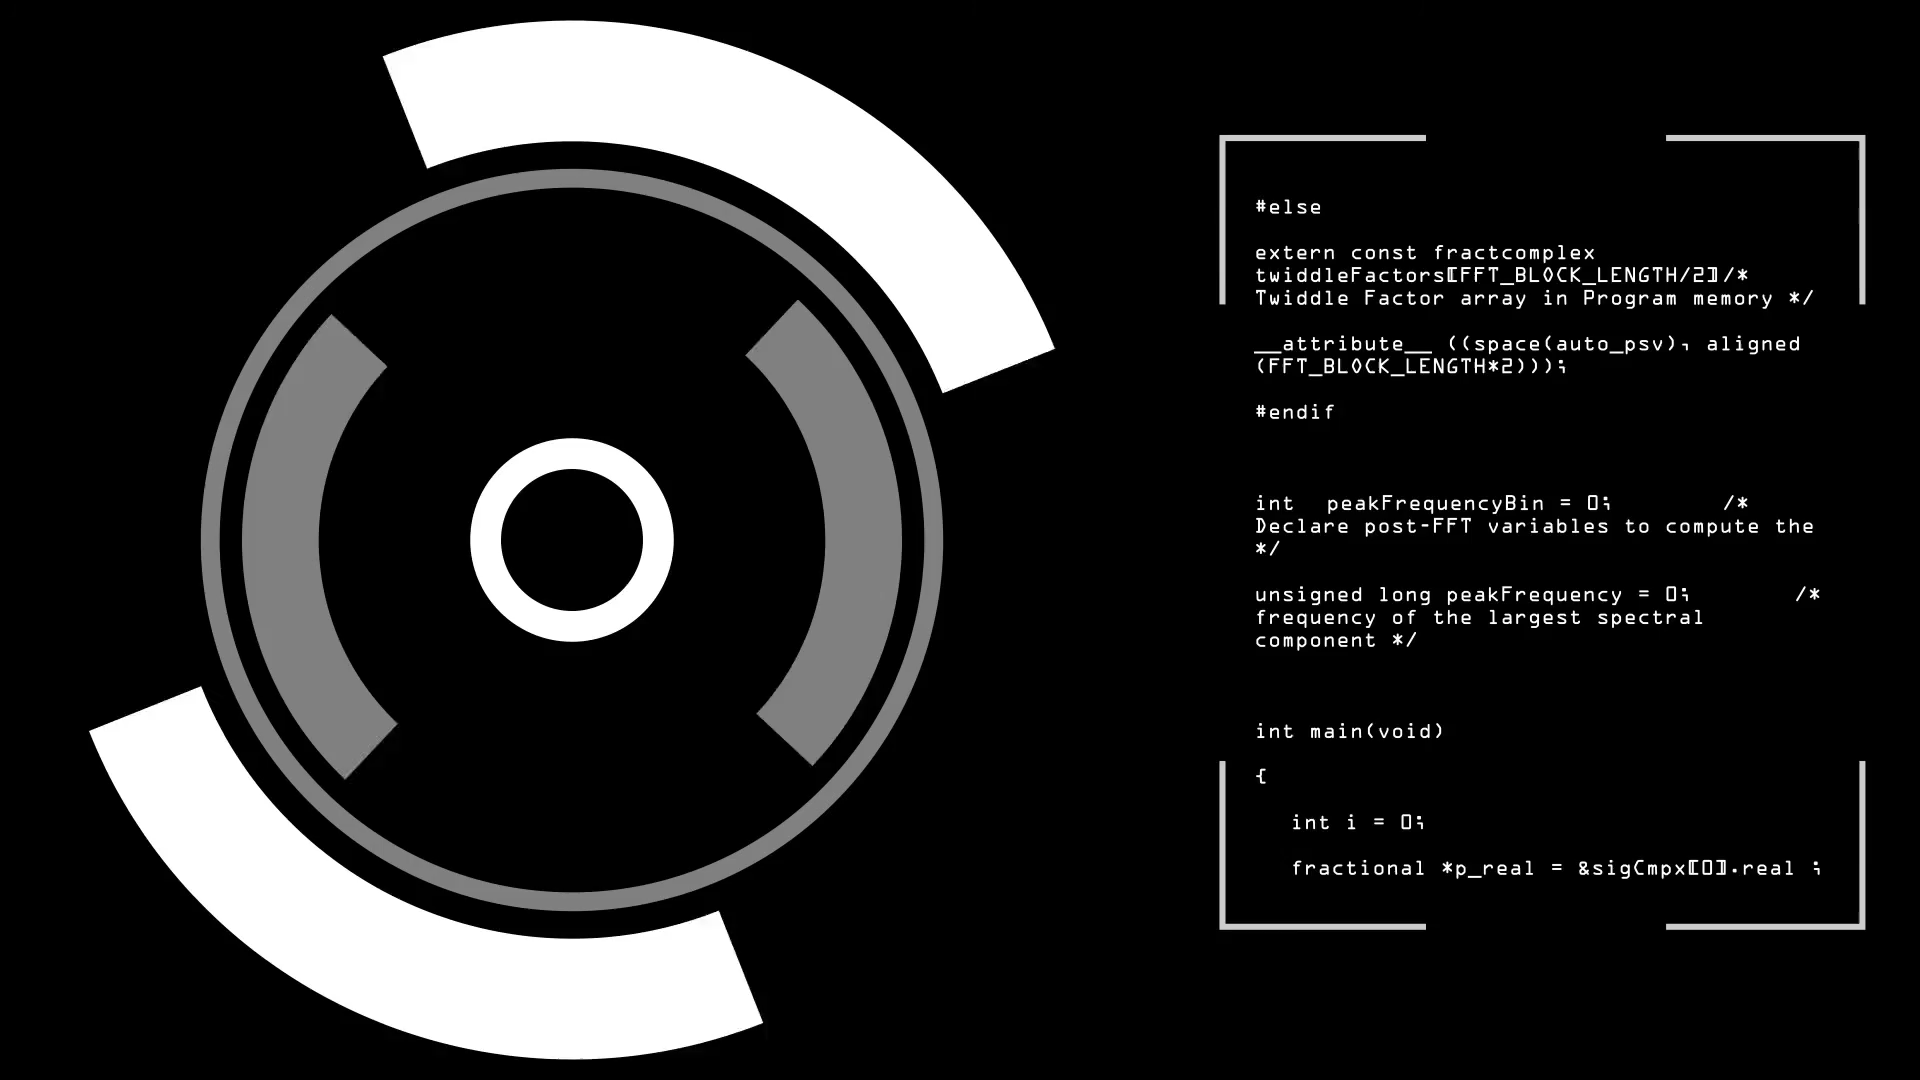 #else
extern const fractcomplex
twiddleFactors[FFT_BLOCK_LENGTH/2]/*
Twiddle Factor array in Program memory */
__attribute__ ((space(auto_psv), aligned
(FFT_BLOCK_LENGTH*2)));
#endif
int  peakFrequencyBin = 0;        /*
Declare post-FFT variables to compute the
*/
unsigned long peakFrequency = 0;        /*
frequency of the largest spectral
component */
int main(void)
{
int i = 0;
fractional *p_real = &sigCmpx[0].real ;